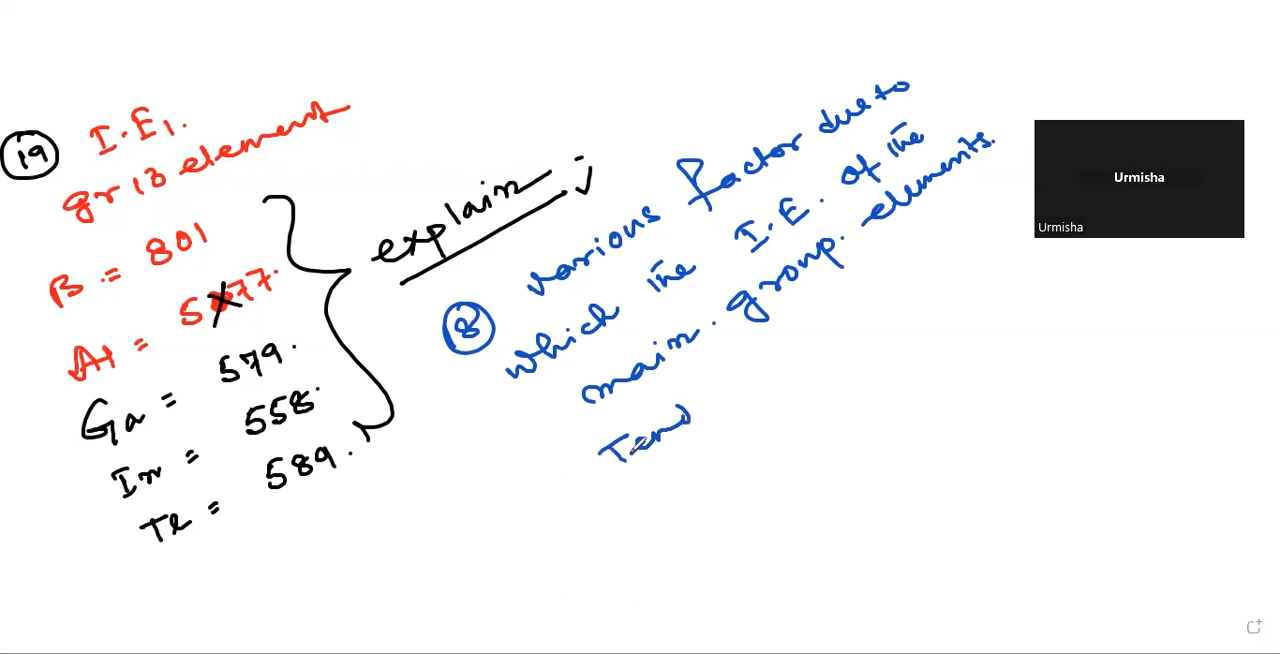 19 I.E1.
gr 13 element
B = 801
Al = 577.
Ga = 579.
In = 558.
Tl = 589.
explain j
8 various factor due to
which the I.E. of the
main group. elements.
Tend
Urmisha
Urmisha